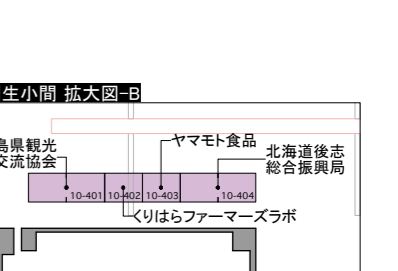 生小間 拡大図-B
島県観光
交流協会
ヤマモト食品
北海道後志
総合振興局
10-401 10-402 10-403 10-404
くりはらファーマーズラボ